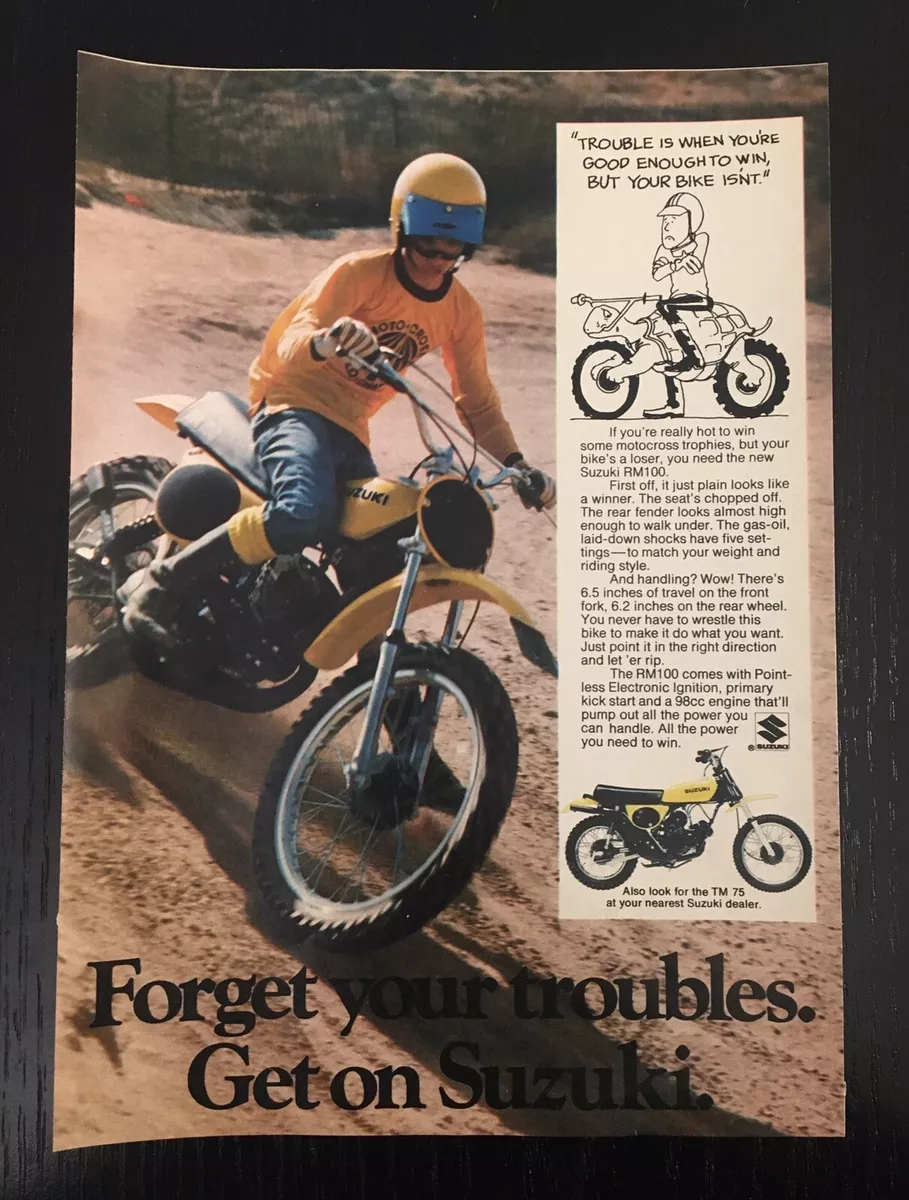 "TROUBLE IS WHEN YOU'RE
GOOD ENOUGH TO WIN,
BUT YOUR BIKE ISN'T."
If you're really hot to win
some motocross trophies, but your
bike's a loser, you need the new
Suzuki RM100.
First off, it just plain looks like
a winner. The seat's chopped off.
The rear fender looks almost high
enough to walk under. The gas-oil,
laid-down shocks have five set-
tings—to match your weight and
riding style.
And handling? Wow! There's
6.5 inches of travel on the front
fork, 6.2 inches on the rear wheel.
You never have to wrestle this
bike to make it do what you want.
Just point it in the right direction
and let 'er rip.
The RM100 comes with Point-
less Electronic Ignition, primary
kick start and a 98cc engine that'll
pump out all the power you
can handle. All the power
you need to win.
® SUZUKI
SUZUKI
Also look for the TM 75
at your nearest Suzuki dealer.
MOTO-CROSS
SUZUKI
Forget your troubles.
Get on Suzuki.